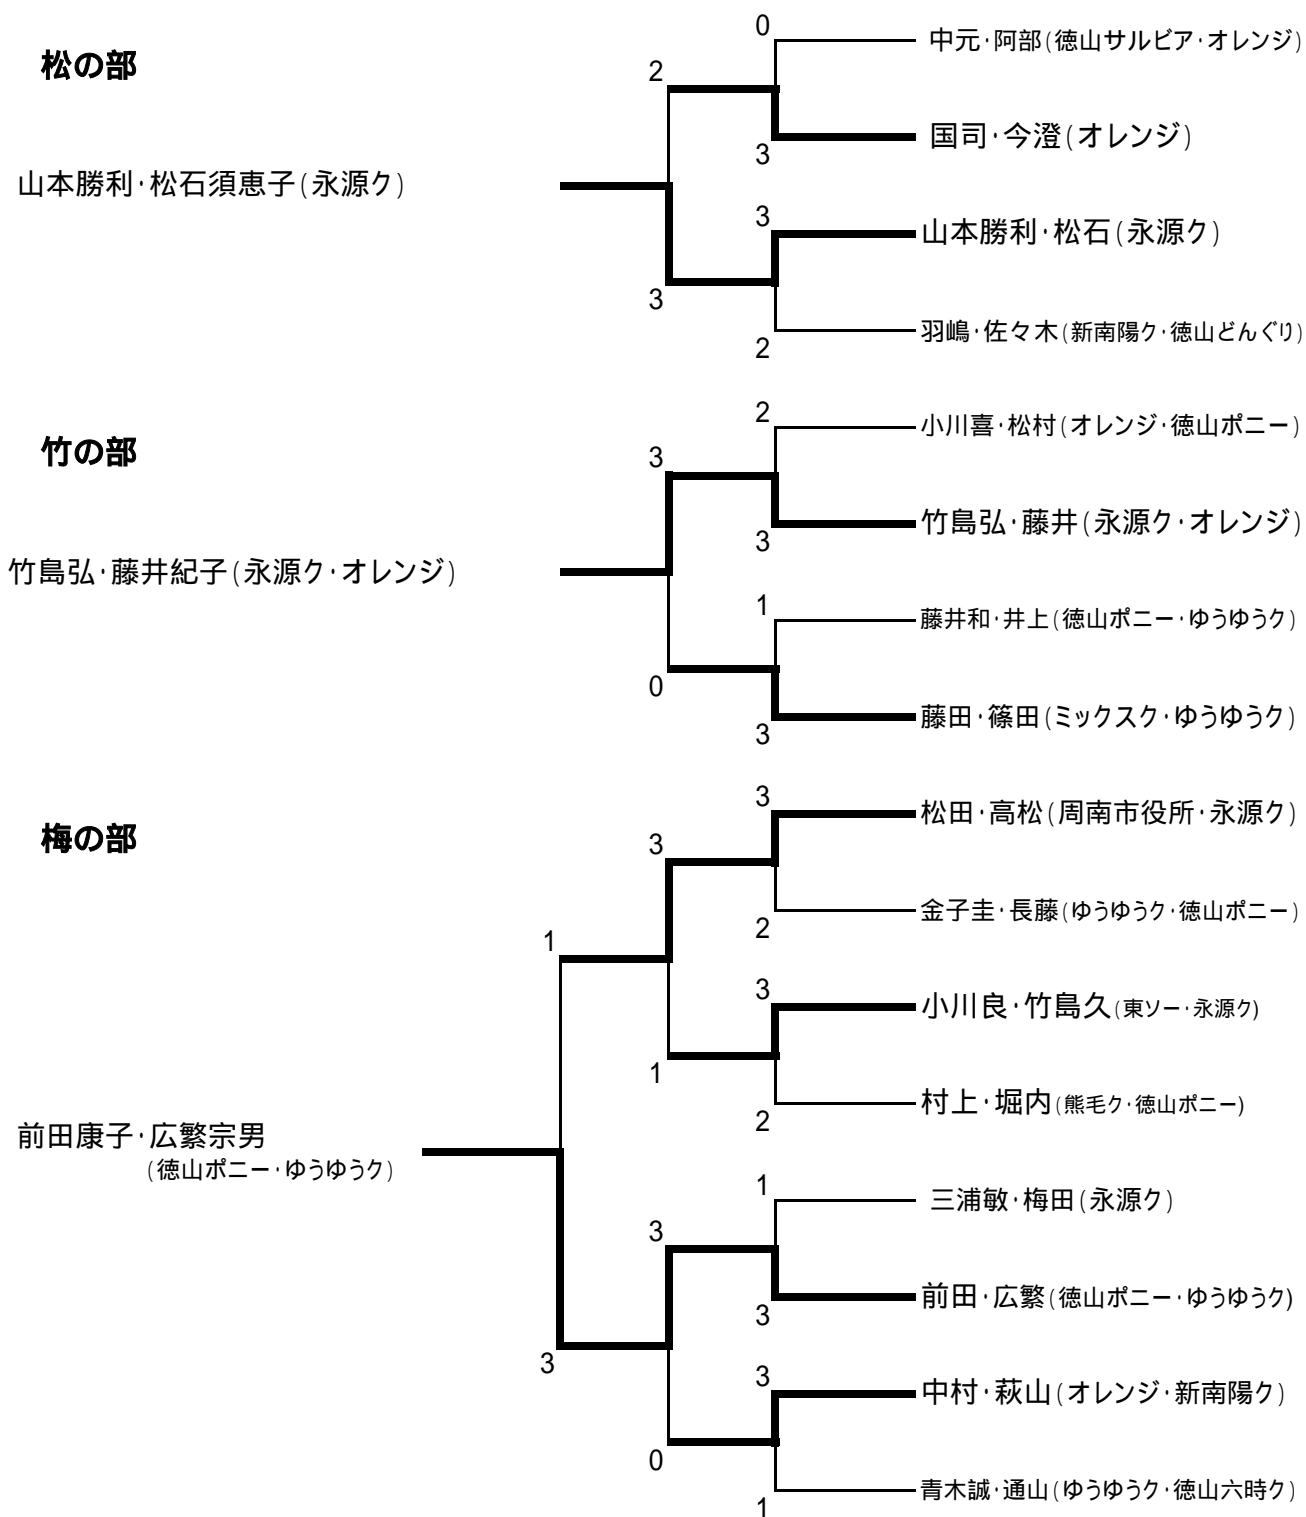 0
中元・阿部(徳山サルビア・オレンジ)
松の部
2
国司・今澄(オレンジ)
3
山本勝利・松石須恵子(永源ク)
3
山本勝利・松石(永源ク)
3
羽嶋・佐々木(新南陽ク・徳山どんぐり)
2
2
小川喜・松村(オレンジ・徳山ポニー)
竹の部
3
竹島弘・藤井(永源ク・オレンジ)
3
竹島弘・藤井紀子(永源ク・オレンジ)
1
藤井和・井上(徳山ポニー・ゆうゆうク)
0
藤田・篠田(ミックスク・ゆうゆうク)
3
3
松田・高松(周南市役所・永源ク)
梅の部
3
金子圭・長藤(ゆうゆうク・徳山ポニー)
2
1
3
小川良・竹島久(東ソー・永源ク)
1
村上・堀内(熊毛ク・徳山ポニー)
2
前田康子・広繁宗男
(徳山ポニー・ゆうゆうク)
1
三浦敏・梅田(永源ク)
3
前田・広繁(徳山ポニー・ゆうゆうク)
3
3
3
中村・萩山(オレンジ・新南陽ク)
0
青木誠・通山(ゆうゆうク・徳山六時ク)
1